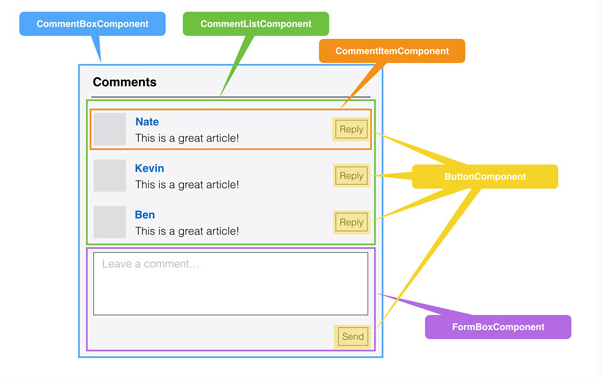 CommentBoxComponent
CommentListComponent
CommentItemComponent
Comments
Nate
This is a great article!
Reply
Kevin
This is a great article!
Reply
ButtonComponent
Ben
This is a great article!
Reply
Leave a comment...
FormBoxComponent
Send